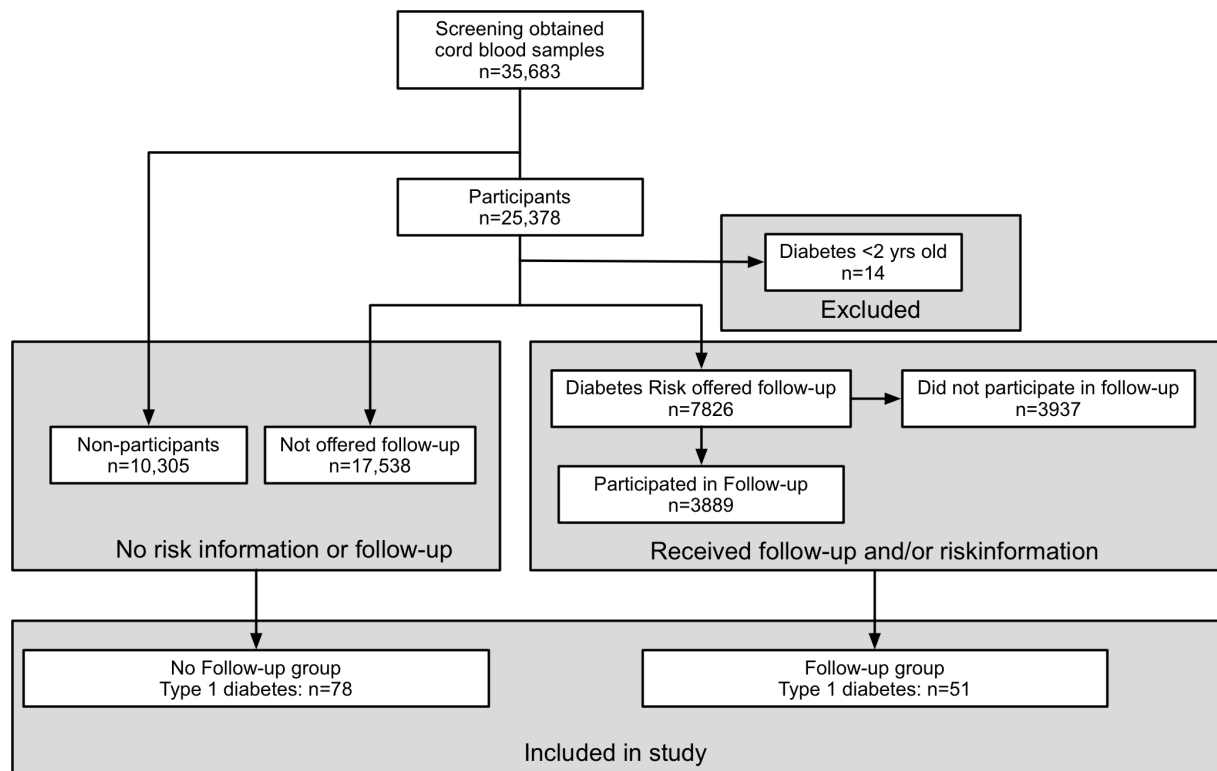 Screening obtained
cord blood samples
n=35,683
Participants
n=25,378
Diabetes <2 yrs old
n=14
Excluded
Diabetes Risk offered follow-up
n=7826
Did not participate in follow-up
n=3937
Non-participants
n=10,305
Not offered follow-up
n=17,538
Participated in Follow-up
n=3889
No risk information or follow-up
Received follow-up and/or riskinformation
No Follow-up group
Type 1 diabetes: n=78
Follow-up group
Type 1 diabetes: n=51
Included in study